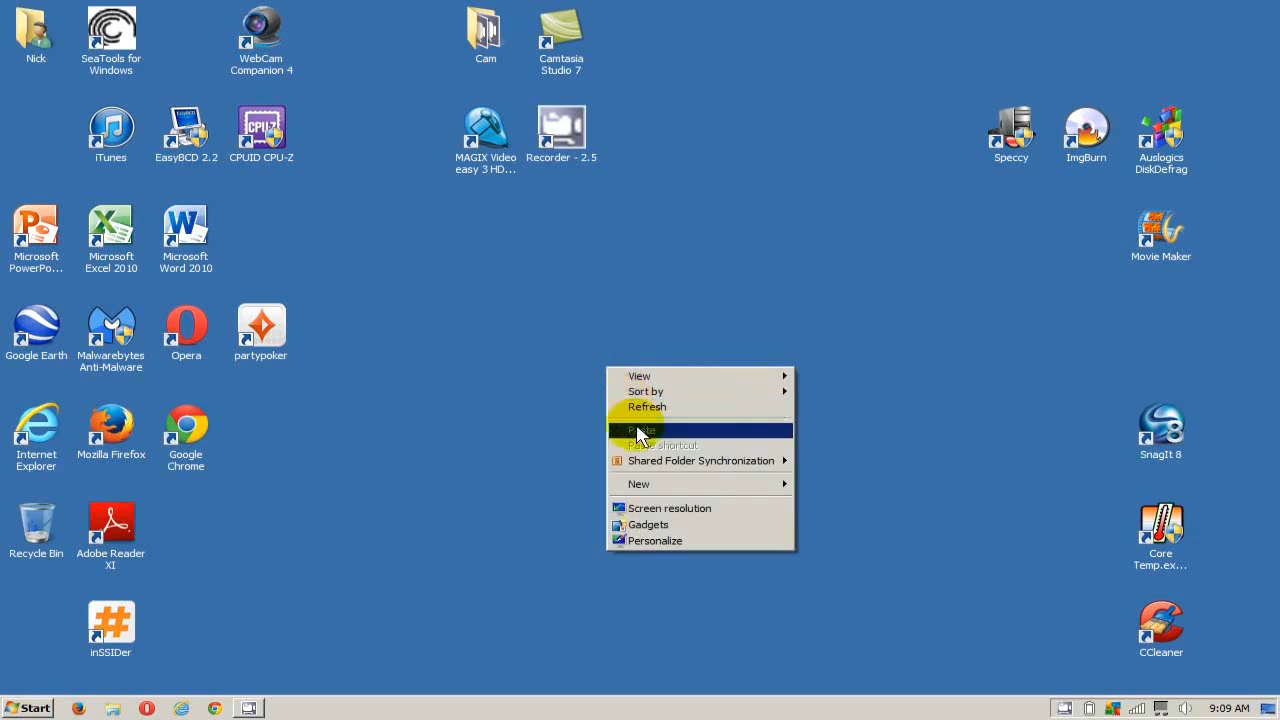 Nick
SeaTools for
Windows
WebCam
Companion 4
Cam
Camtasia
Studio 7
iTunes
EasyBCD
EasyBCD 2.2
CPU-Z
CPUID CPU-Z
MAGIX Video
easy 3 HD...
Recorder - 2.5
Speccy
ImgBurn
Auslogics
DiskDefrag
Microsoft
PowerPo...
Microsoft
Excel 2010
Microsoft
Word 2010
Movie Maker
Google Earth
Malwarebytes
Anti-Malware
Opera
partypoker
View
Sort by
Refresh
Paste
Paste shortcut
Shared Folder Synchronization
New
Screen resolution
Gadgets
Personalize
Internet
Explorer
Mozilla Firefox
Google
Chrome
SnagIt 8
Recycle Bin
Adobe Reader
XI
Core
Temp.ex...
inSSIDer
CCleaner
Start
9:09 AM